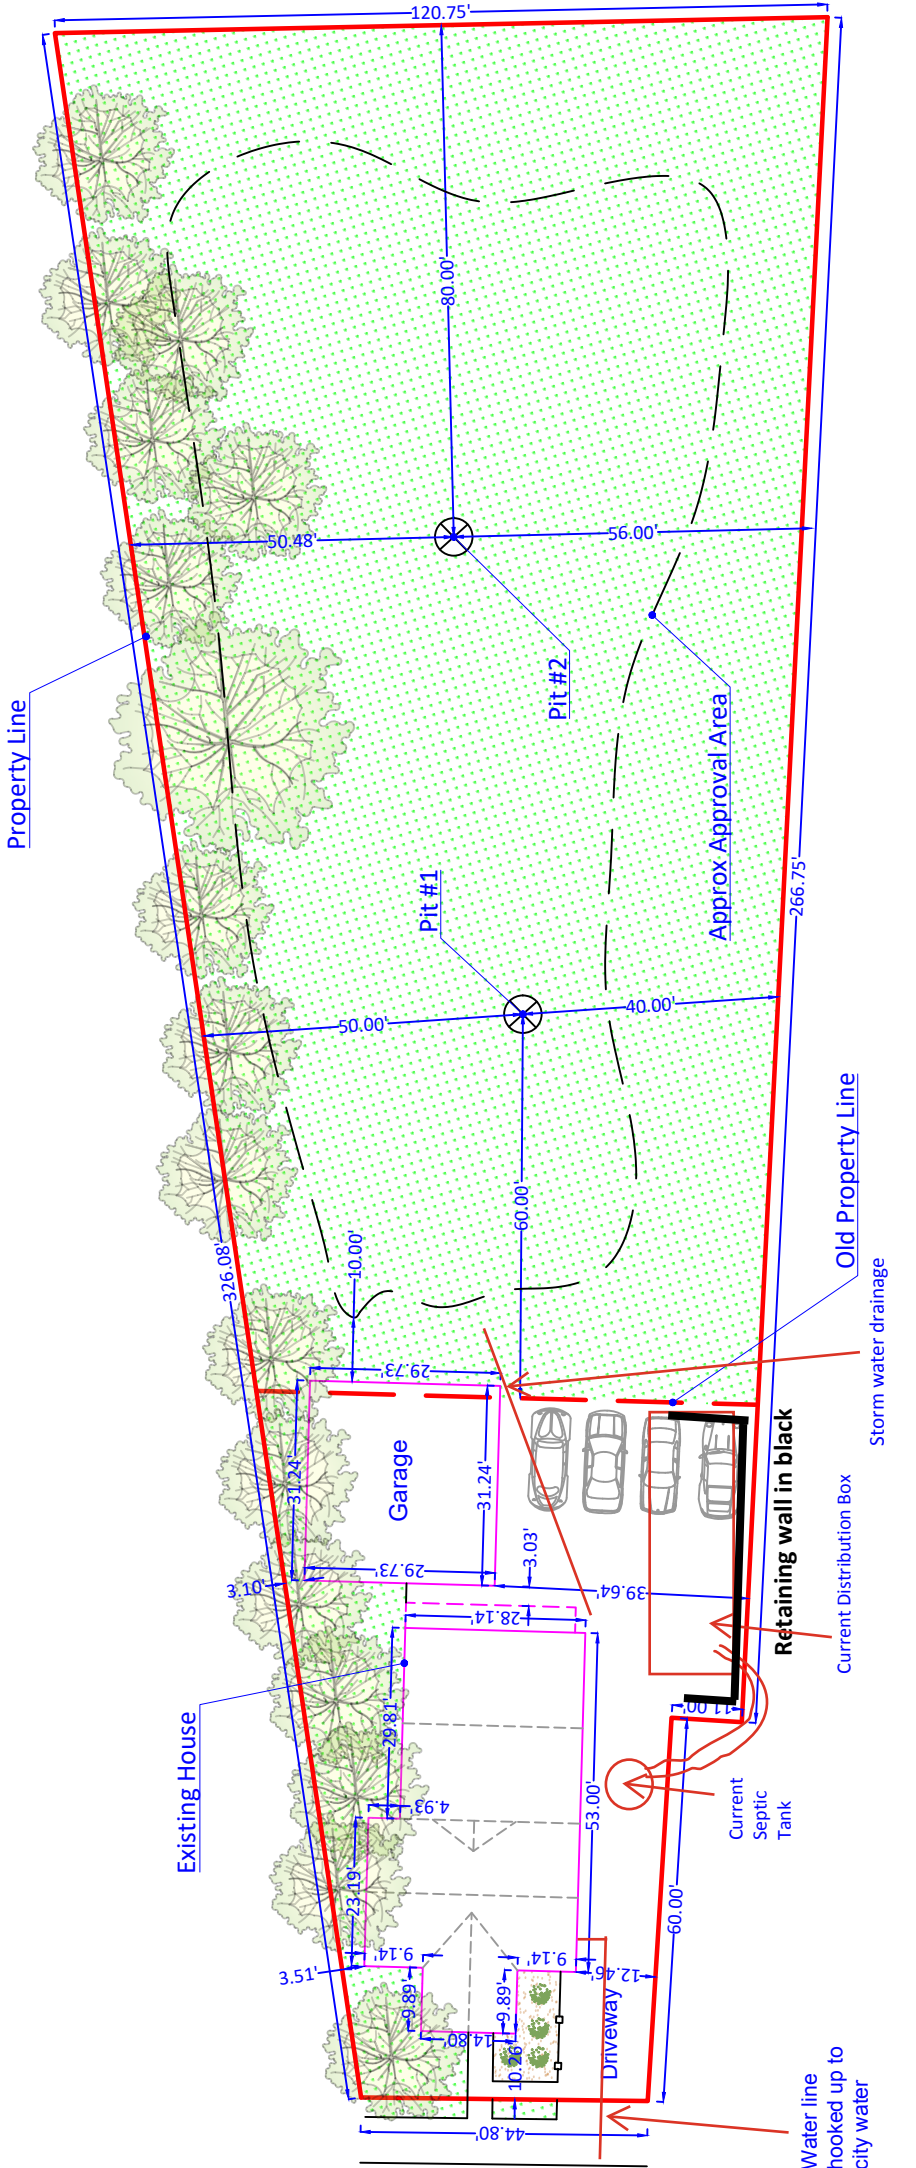 120.75'
80.00'
50.48'
56.00'
Property Line
Pit #2
Approx Approval Area
Pit #1
266.75'
50.00'
40.00'
Old Property Line
60.00'
10.00'
326.08'
Storm water drainage
29.73'
31.24'
Garage
31.24'
Retaining wall in black
3.03'
29.73'
3.10'
39.64'
28.14'
Current Distribution Box
Existing House
29.81'
11.00'
4.93'
53.00'
Current
Septic
Tank
23.19'
60.00'
9.14'
9.14'
3.51'
12.46'
9.89'
9.89'
14.80'
10.26
Driveway
44.80'
Water line
hooked up to
city water